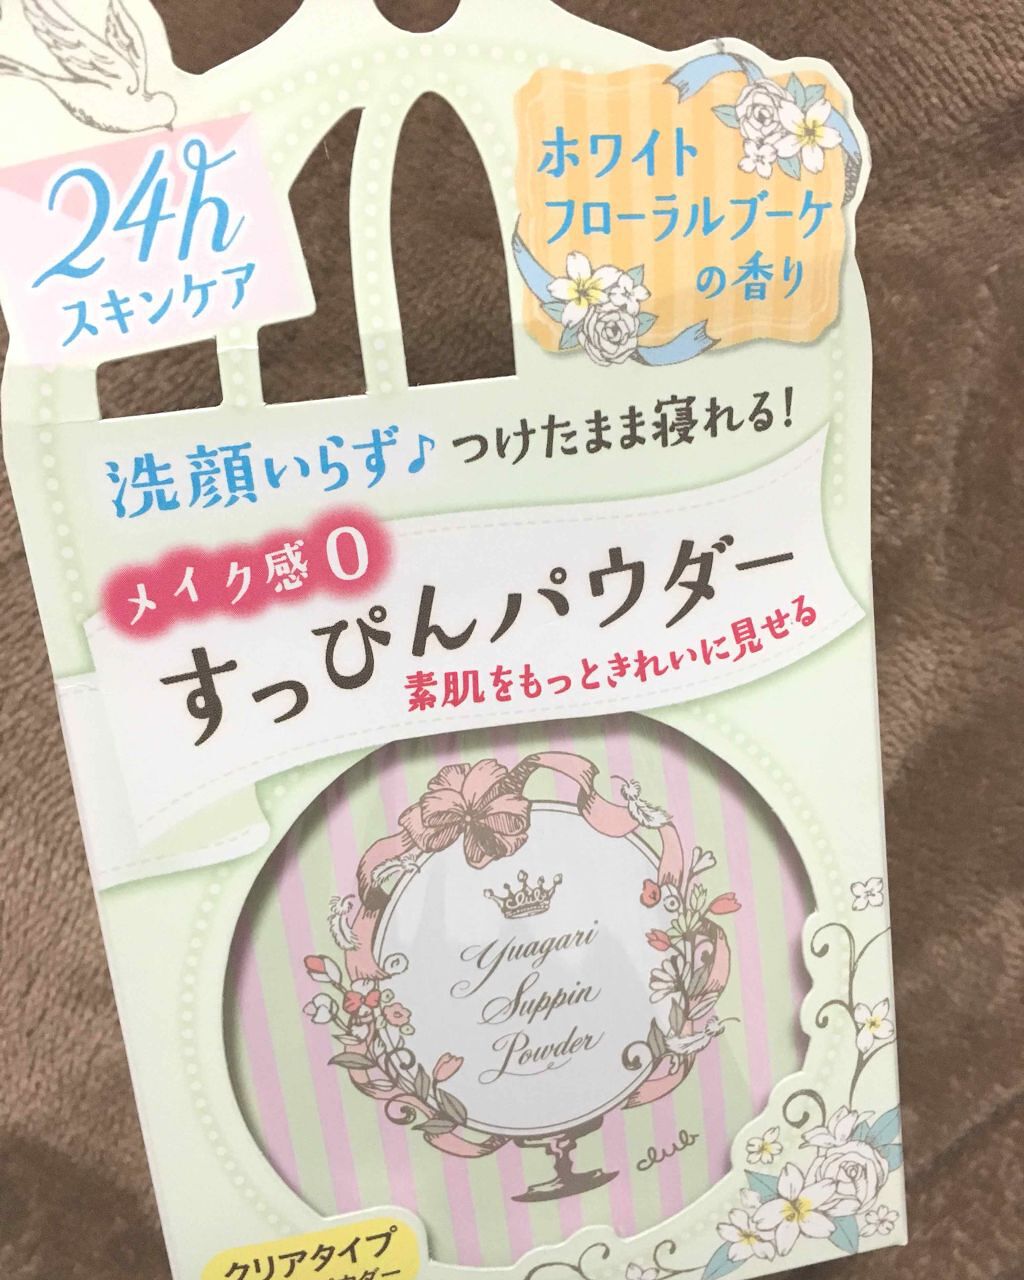 24h
スキンケア
ホワイト
フローラルブーケ
の香り
洗顔いらず♪ つけたまま寝れる!
メイク感0
すっぴんパウダー
素肌をもっときれいに見せる
club
Yuagari
Suppin
Powder
club
クリアタイプ